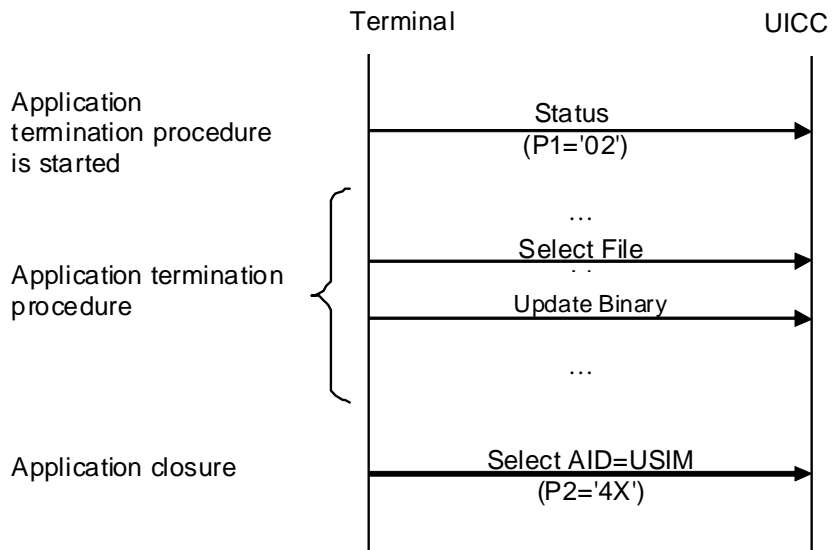 Terminal
UICC
Application
termination procedure
is started
Status
(P1='02')
...
Select File
Application termination
procedure
Update Binary
...
Application closure
Select AID=USIM
(P2='4X')